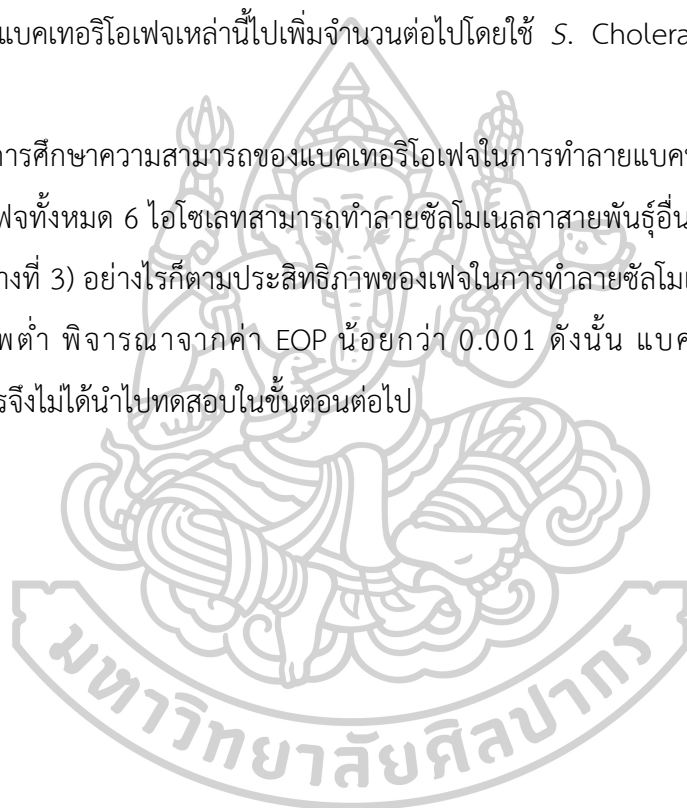 แบคเทอริโอเฟจเหล่านี้ไปเพิ่มจำนวนต่อไปโดยใช้ S. Cholera
การศึกษาความสามารถของแบคเทอริโอเฟจในการทำลายแบค
ฟจทั้งหมด 6 ไอโซเลทสามารถทำลายซัลโมเนลลาสายพันธุ์อื่น
างที่ 3) อย่างไรก็ตามประสิทธิภาพของเฟจในการทำลายซัลโมเ
พต่ำ พิจารณาจากค่า EOP น้อยกว่า 0.001 ดังนั้น แบค
รจึงไม่ได้นำไปทดสอบในขั้นตอนต่อไป
มหาวิทยาลัยศิลปากร